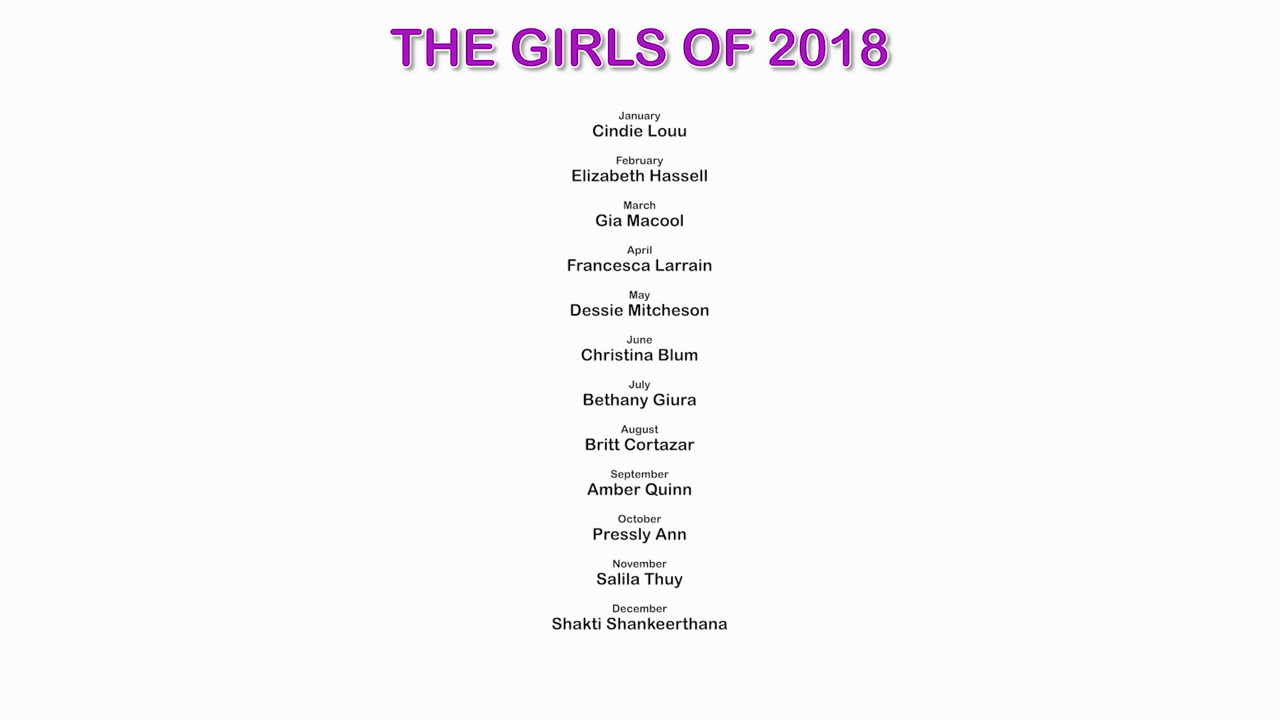 THE GIRLS OF 2018
January
Cindie Louu
February
Elizabeth Hassell
March
Gia Macool
April
Francesca Larrain
May
Dessie Mitcheson
June
Christina Blum
July
Bethany Giura
August
Britt Cortazar
September
Amber Quinn
October
Pressly Ann
November
Salila Thuy
December
Shakti Shankeerthana